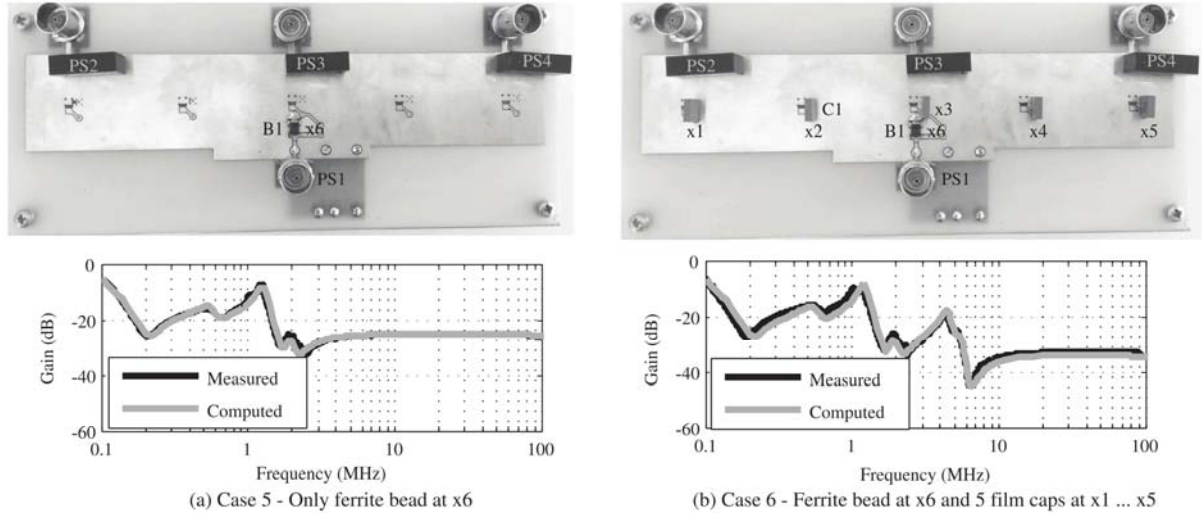 PS2
PS3
PS4
B1
x6
PS1
PS2
PS3
PS4
C1
x3
x1
x2
B1
x6
x4
x5
PS1
0
-20
-40
-60
Gain (dB)
Measured
Computed
0.1
1
10
100
Frequency (MHz)
(a) Case 5 - Only ferrite bead at x6
0
-20
-40
-60
Gain (dB)
Measured
Computed
0.1
1
10
100
Frequency (MHz)
(b) Case 6 - Ferrite bead at x6 and 5 film caps at x1 ... x5